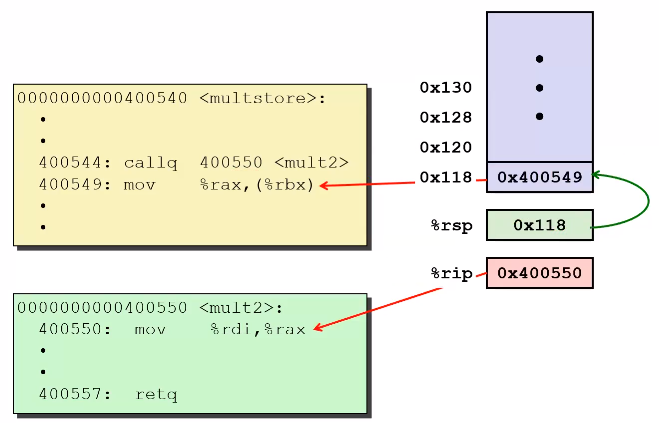 0000000000400540 <multstore>:
•
•
400544: callq 400550 <mult2>
400549: mov %rax,(%rbx)
•
•
0000000000400550 <mult2>:
400550: mov %rdi,%rax
•
•
400557: retq
•
0x130 •
0x128 •
0x120
0x118 0x400549
%rsp 0x118
%rip 0x400550